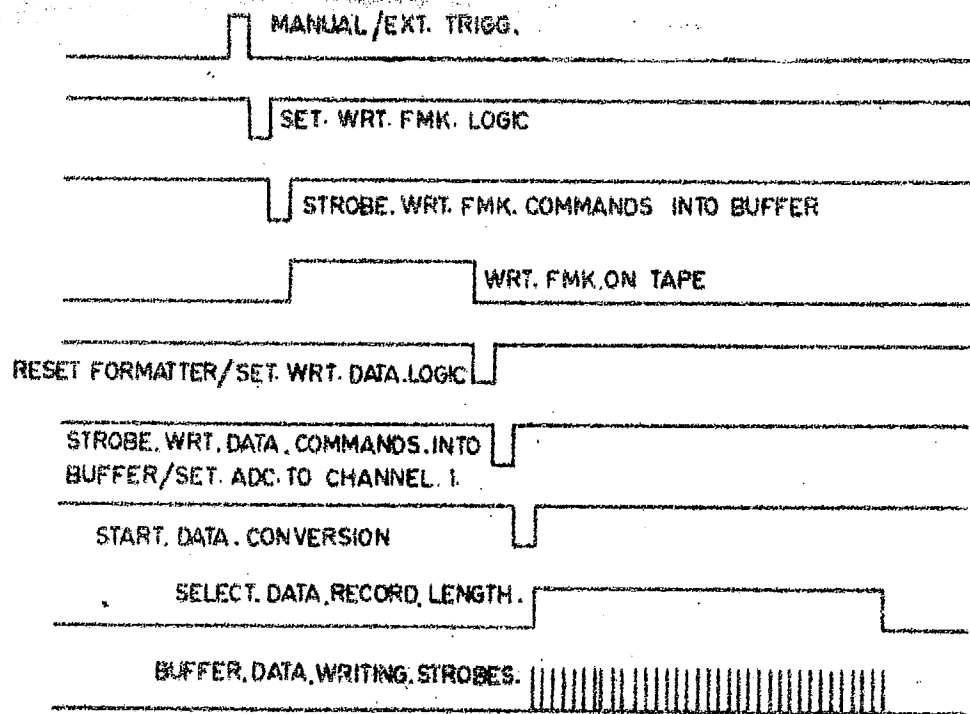 MANUAL/EXT. TRIGG.
SET. WRT. FMK. LOGIC
STROBE. WRT. FMK. COMMANDS INTO BUFFER
WRT. FMK. ON TAPE
RESET FORMATTER/SET. WRT. DATA. LOGIC
STROBE. WRT. DATA. COMMANDS. INTO
BUFFER/SET. ADC. TO CHANNEL. 1.
START. DATA. CONVERSION
SELECT. DATA. RECORD. LENGTH.
BUFFER. DATA. WRITING. STROBES.